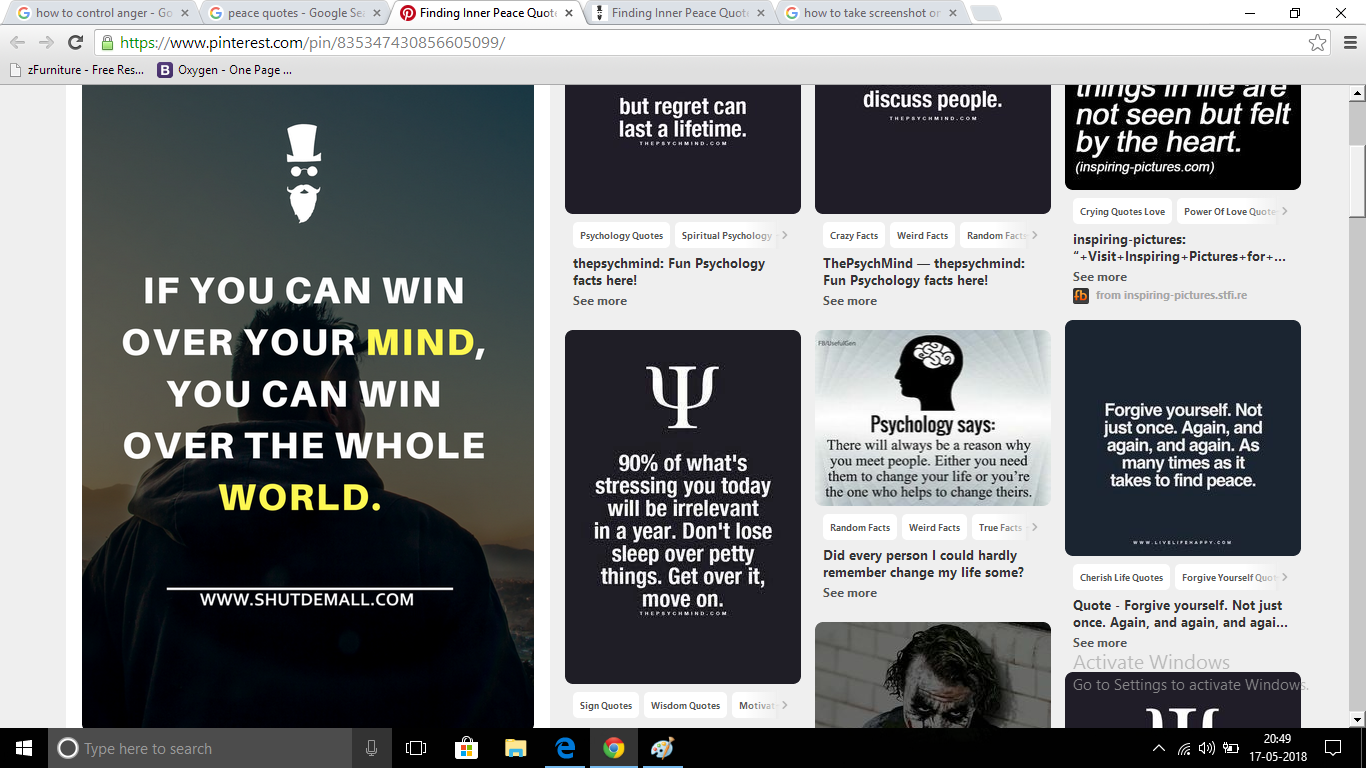 how to control anger - Go
peace quotes - Google Sea
Finding Inner Peace Quote
Finding Inner Peace Quote
how to take screenshot on
https://www.pinterest.com/pin/835347430856605099/
zFurniture - Free Res...
B
Oxygen - One Page ...
IF YOU CAN WIN
OVER YOUR MIND,
YOU CAN WIN
OVER THE WHOLE
WORLD.
WWW.SHUTDEMALL.COM
but regret can
last a lifetime.
THEPSYCHMIND.COM
Psychology Quotes
Spiritual Psychology
thepsychmind: Fun Psychology
facts here!
See more
Ψ
90% of what's
stressing you today
will be irrelevant
in a year. Don't lose
sleep over petty
things. Get over it,
move on.
THEPSYCHMIND.COM
Sign Quotes
Wisdom Quotes
Motivat
discuss people.
THEPSYCHMIND.COM
Crazy Facts
Weird Facts
Random Facts
ThePsychMind — thepsychmind:
Fun Psychology facts here!
See more
FB/UsefulGen
Psychology says:
There will always be a reason why
you meet people. Either you need
them to change your life or you're
the one who helps to change theirs.
Random Facts
Weird Facts
True Facts
Did every person I could hardly
remember change my life some?
See more
things in life are
not seen but felt
by the heart.
(inspiring-pictures.com)
Crying Quotes Love
Power Of Love Quote
inspiring-pictures:
“+Visit+Inspiring+Pictures+for+...
See more
from inspiring-pictures.stfi.re
Forgive yourself. Not
just once. Again, and
again, and again. As
many times as it
takes to find peace.
WWW.LIVELIFEHAPPY.COM
Cherish Life Quotes
Forgive Yourself Quot
Quote - Forgive yourself. Not just
once. Again, and again, and agai...
See more
Activate Windows
Go to Settings to activate Windows.
Ψ
Type here to search
20:49
17-05-2018